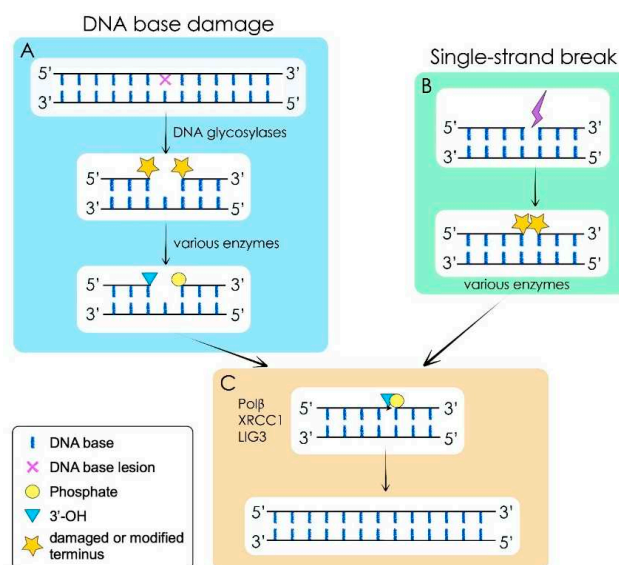 DNA base damage
A
5' 3'
3' 5'
DNA glycosylases
5' 3'
3' 5'
various enzymes
5' 3'
3' 5'
Single-strand break
B
5' 3'
3' 5'
5' 3'
3' 5'
various enzymes
C
Polβ
XRCC1
LIG3
5' 3'
3' 5'
5' 3'
3' 5'
DNA base
DNA base lesion
Phosphate
3'-OH
damaged or modified
terminus